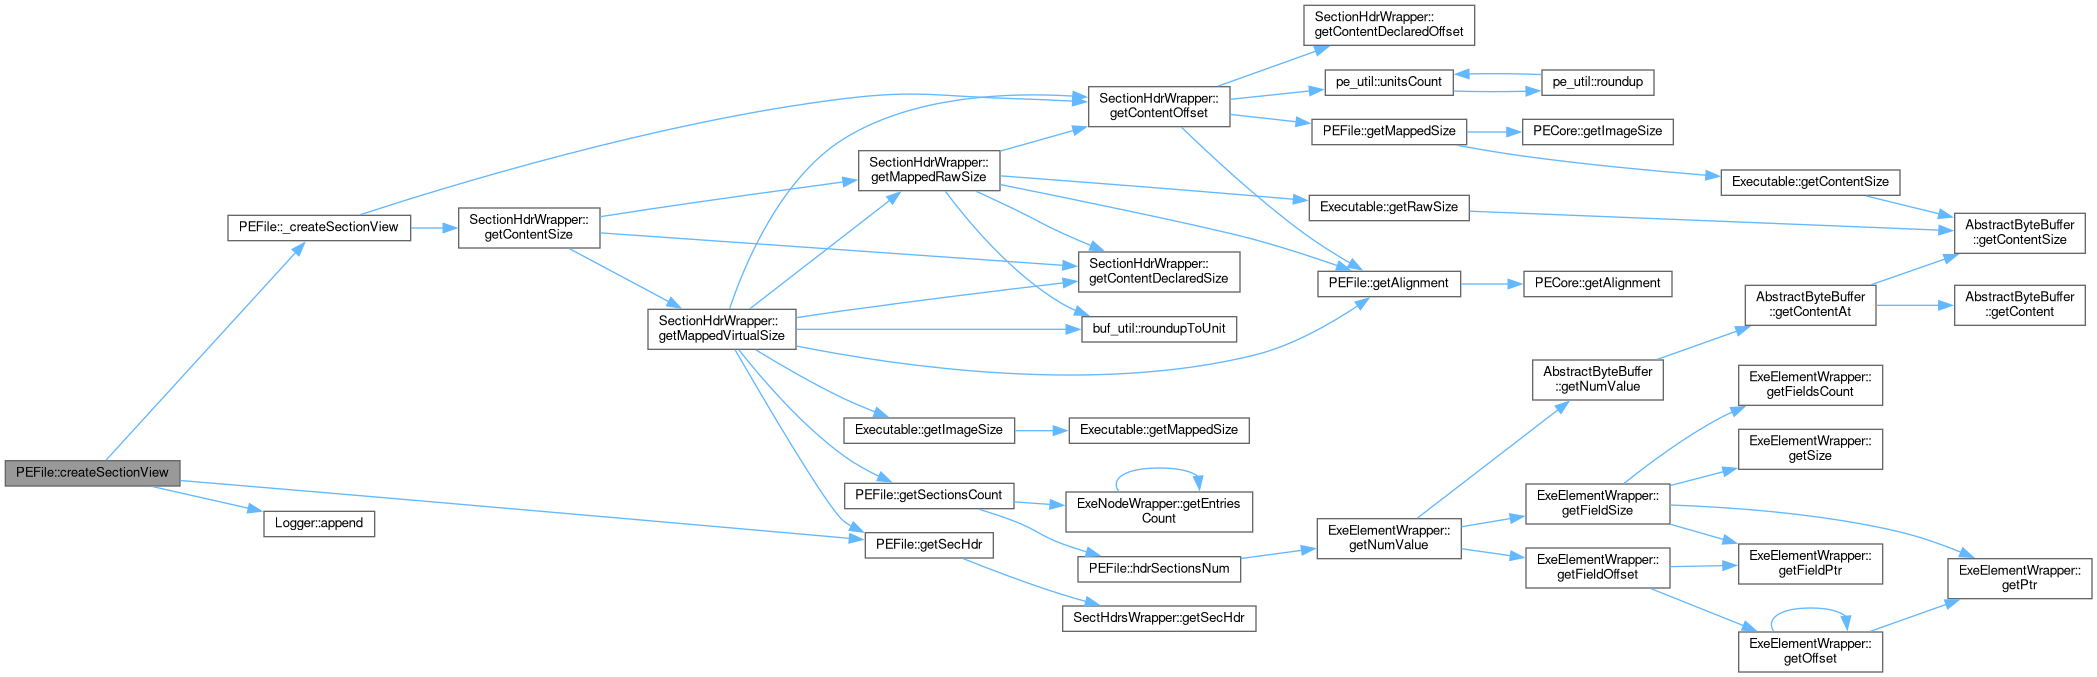 SectionHdrWrapper::
getContentDeclaredOffset
pe_util::unitsCount
pe_util::roundup
SectionHdrWrapper::
getContentOffset
PEFile::getMappedSize
PECore::getImageSize
SectionHdrWrapper::
getMappedRawSize
Executable::getContentSize
Executable::getRawSize
PEFile::_createSectionView
SectionHdrWrapper::
getContentSize
AbstractByteBuffer
::getContentSize
SectionHdrWrapper::
getContentDeclaredSize
PEFile::getAlignment
PECore::getAlignment
AbstractByteBuffer
::getContentAt
AbstractByteBuffer
::getContent
SectionHdrWrapper::
getMappedVirtualSize
buf_util::roundupToUnit
AbstractByteBuffer
::getNumValue
ExeElementWrapper::
getFieldsCount
Executable::getImageSize
Executable::getMappedSize
ExeElementWrapper::
getSize
PEFile::createSectionView
PEFile::getSectionsCount
ExeNodeWrapper::getEntries
Count
ExeElementWrapper::
getFieldSize
Logger::append
PEFile::getSecHdr
ExeElementWrapper::
getNumValue
PEFile::hdrSectionsNum
ExeElementWrapper::
getFieldOffset
ExeElementWrapper::
getFieldPtr
ExeElementWrapper::
getPtr
SectHdrsWrapper::getSecHdr
ExeElementWrapper::
getOffset